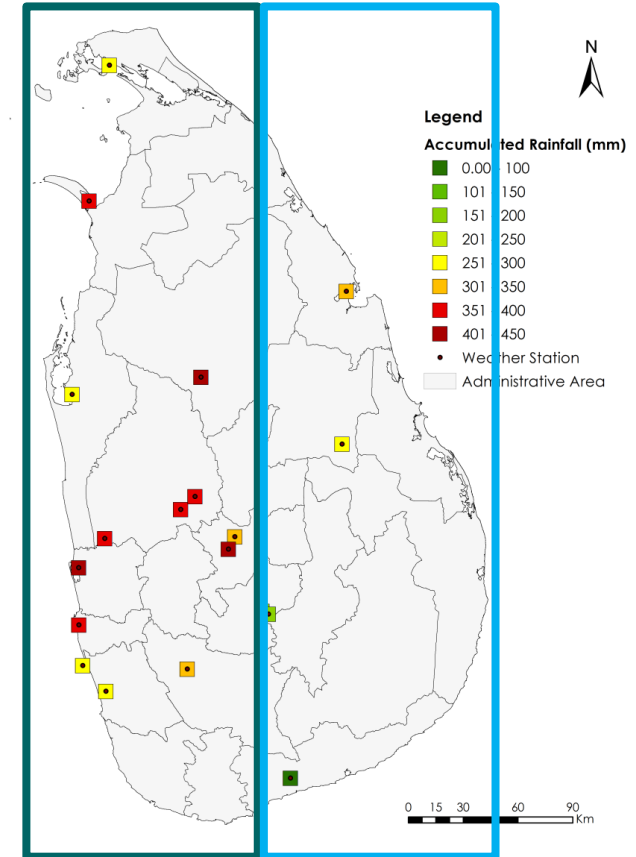 N
Legend
Accumulated Rainfall (mm)
0.00 - 100
101 - 150
151 - 200
201 - 250
251 - 300
301 - 350
351 - 400
401 - 450
Weather Station
Administrative Area
0 15 30 60 90
Km